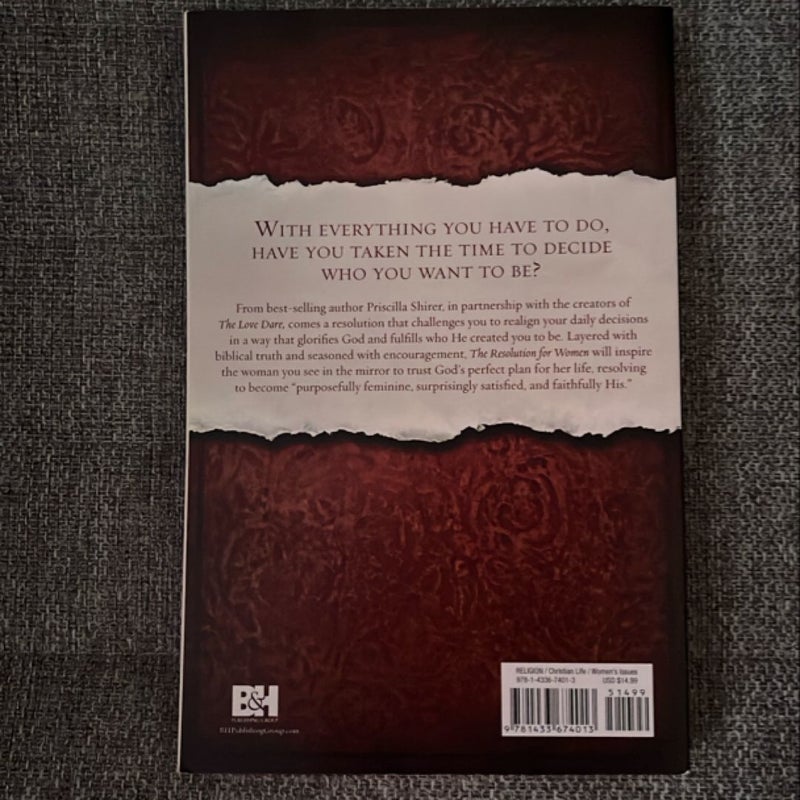 WITH EVERYTHING YOU HAVE TO DO,
HAVE YOU TAKEN THE TIME TO DECIDE
WHO YOU WANT TO BE?
From best-selling author Priscilla Shirer, in partnership with the creators of
The Love Dare, comes a resolution that challenges you to realign your daily decisions
in a way that glorifies God and fulfills who He created you to be. Layered with
biblical truth and seasoned with encouragement, The Resolution for Women will inspire
the woman you see in the mirror to trust God's perfect plan for her life, resolving
to become “purposefully feminine, surprisingly satisfied, and faithfully His.”
B&H
PUBLISHING GROUP
BHPublishingGroup.com
RELIGION / Christian Life / Women's Issues
978-1-4336-7401-3 USD $14.99
51499
9 781433 674013